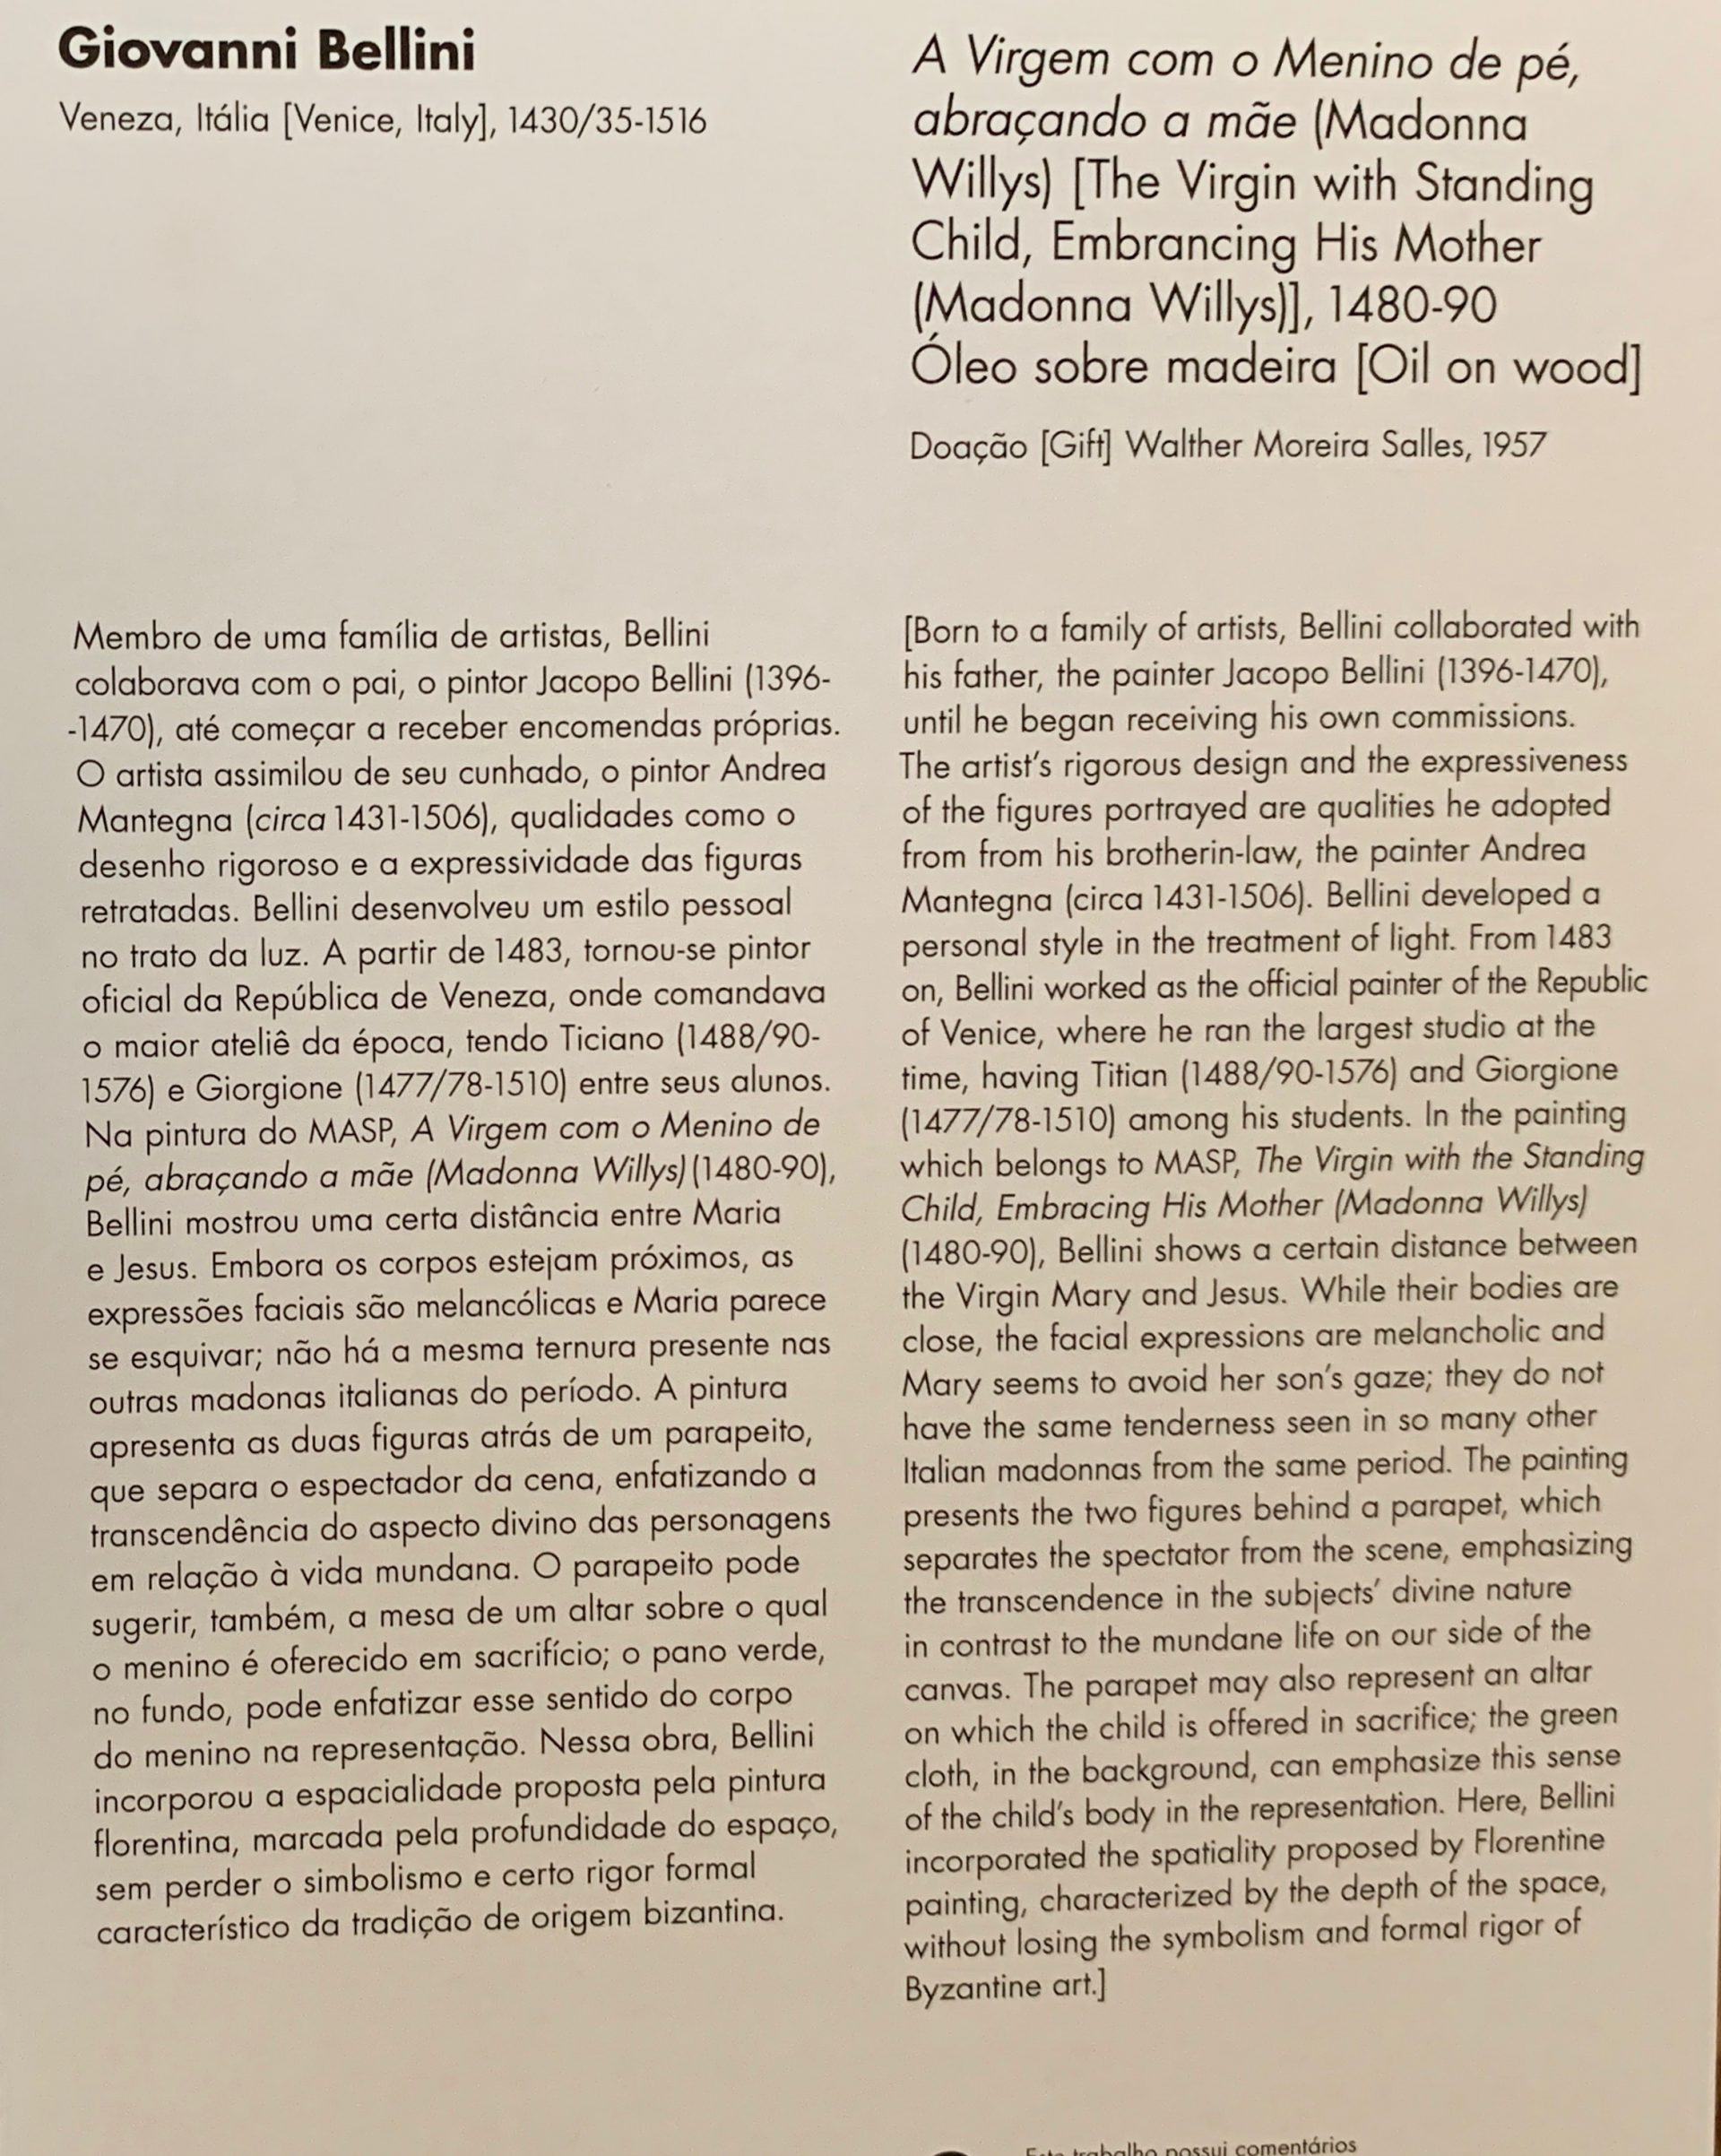 Giovanni Bellini
Veneza, Itália [Venice, Italy], 1430/35-1516
A Virgem com o Menino de pé,
abraçando a mãe (Madonna
Willys) [The Virgin with Standing
Child, Embrancing His Mother
(Madonna Willys)], 1480-90
Óleo sobre madeira [Oil on wood]
Doação [Gift] Walther Moreira Salles, 1957
Membro de uma família de artistas, Bellini
colaborava com o pai, o pintor Jacopo Bellini (1396-
-1470), até começar a receber encomendas próprias.
O artista assimilou de seu cunhado, o pintor Andrea
Mantegna (circa 1431-1506), qualidades como o
desenho rigoroso e a expressividade das figuras
retratadas. Bellini desenvolveu um estilo pessoal
no trato da luz. A partir de 1483, tornou-se pintor
oficial da República de Veneza, onde comandava
o maior ateliê da época, tendo Ticiano (1488/90-
1576) e Giorgione (1477/78-1510) entre seus alunos.
Na pintura do MASP, A Virgem com o Menino de
pé, abraçando a mãe (Madonna Willys) (1480-90),
Bellini mostrou uma certa distância entre Maria
e Jesus. Embora os corpos estejam próximos, as
expressões faciais são melancólicas e Maria parece
se esquivar; não há a mesma ternura presente nas
outras madonas italianas do período. A pintura
apresenta as duas figuras atrás de um parapeito,
que separa o espectador da cena, enfatizando a
transcendência do aspecto divino das personagens
em relação à vida mundana. O parapeito pode
sugerir, também, a mesa de um altar sobre o qual
o menino é oferecido em sacrifício; o pano verde,
no fundo, pode enfatizar esse sentido do corpo
do menino na representação. Nessa obra, Bellini
incorporou a espacialidade proposta pela pintura
florentina, marcada pela profundidade do espaço,
sem perder o simbolismo e certo rigor formal
característico da tradição de origem bizantina.
[Born to a family of artists, Bellini collaborated with
his father, the painter Jacopo Bellini (1396-1470),
until he began receiving his own commissions.
The artist's rigorous design and the expressiveness
of the figures portrayed are qualities he adopted
from from his brotherin-law, the painter Andrea
Mantegna (circa 1431-1506). Bellini developed a
personal style in the treatment of light. From 1483
on, Bellini worked as the official painter of the Republic
of Venice, where he ran the largest studio at the
time, having Titian (1488/90-1576) and Giorgione
(1477/78-1510) among his students. In the painting
which belongs to MASP, The Virgin with the Standing
Child, Embracing His Mother (Madonna Willys)
(1480-90), Bellini shows a certain distance between
the Virgin Mary and Jesus. While their bodies are
close, the facial expressions are melancholic and
Mary seems to avoid her son's gaze; they do not
have the same tenderness seen in so many other
Italian madonnas from the same period. The painting
presents the two figures behind a parapet, which
separates the spectator from the scene, emphasizing
the transcendence in the subjects' divine nature
in contrast to the mundane life on our side of the
canvas. The parapet may also represent an altar
on which the child is offered in sacrifice; the green
cloth, in the background, can emphasize this sense
of the child's body in the representation. Here, Bellini
incorporated the spatiality proposed by Florentine
painting, characterized by the depth of the space,
without losing the symbolism and formal rigor of
Byzantine art.]
Este trabalho possui comentários